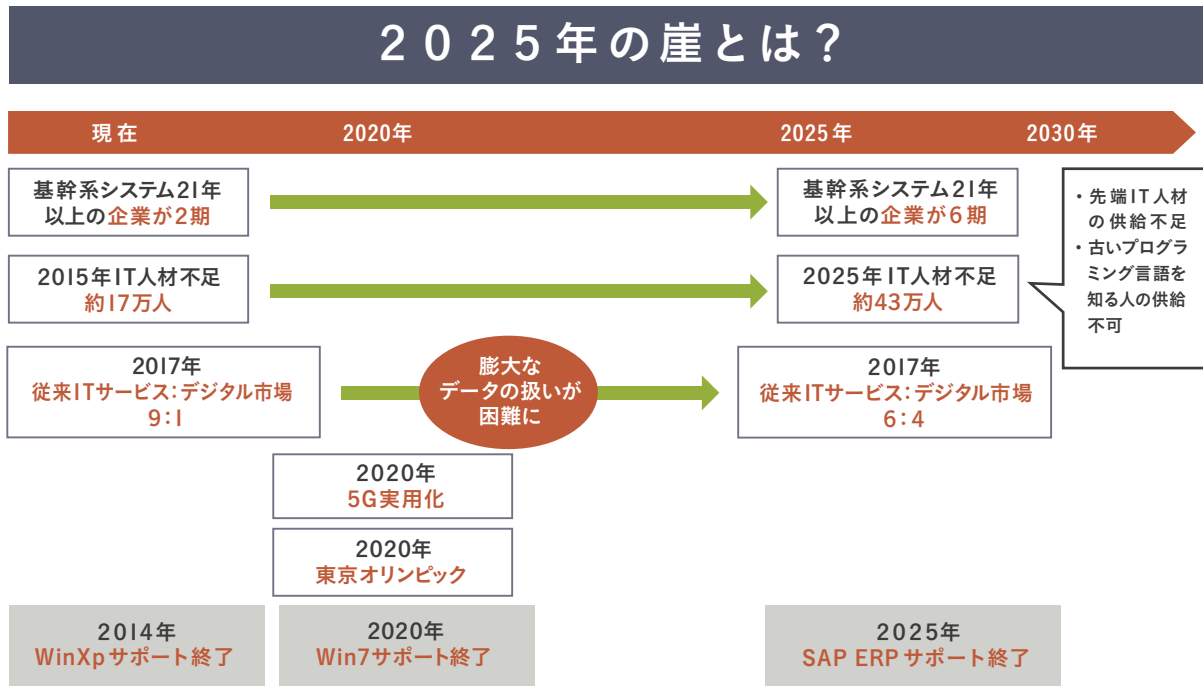 2025年の崖とは？
現在
2020年
2025年
2030年
基幹系システム21年
以上の企業が2期
基幹系システム21年
以上の企業が6期
・先端IT人材
の供給不足
・古いプログラ
ミング言語を
知る人の供給
不可
2015年IT人材不足
約17万人
2025年IT人材不足
約43万人
2017年
従来ITサービス：デジタル市場
9：1
膨大な
データの扱いが
困難に
2017年
従来ITサービス：デジタル市場
6：4
2020年
5G実用化
2020年
東京オリンピック
2014年
WinXpサポート終了
2020年
Win7サポート終了
2025年
SAP ERPサポート終了